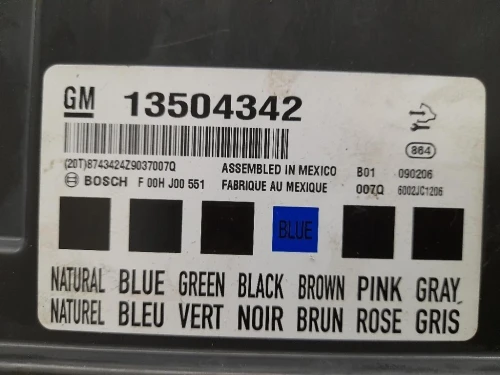 GM 13504342
864
(20T)8743424Z9037007Q ASSEMBLED IN MEXICO B01 090206
BOSCH F 00H J00 551 FABRIQUE AU MEXIQUE 007Q 6002JC1206
BLUE
NATURAL BLUE GREEN BLACK BROWN PINK GRAY
NATUREL BLEU VERT NOIR BRUN ROSE GRIS